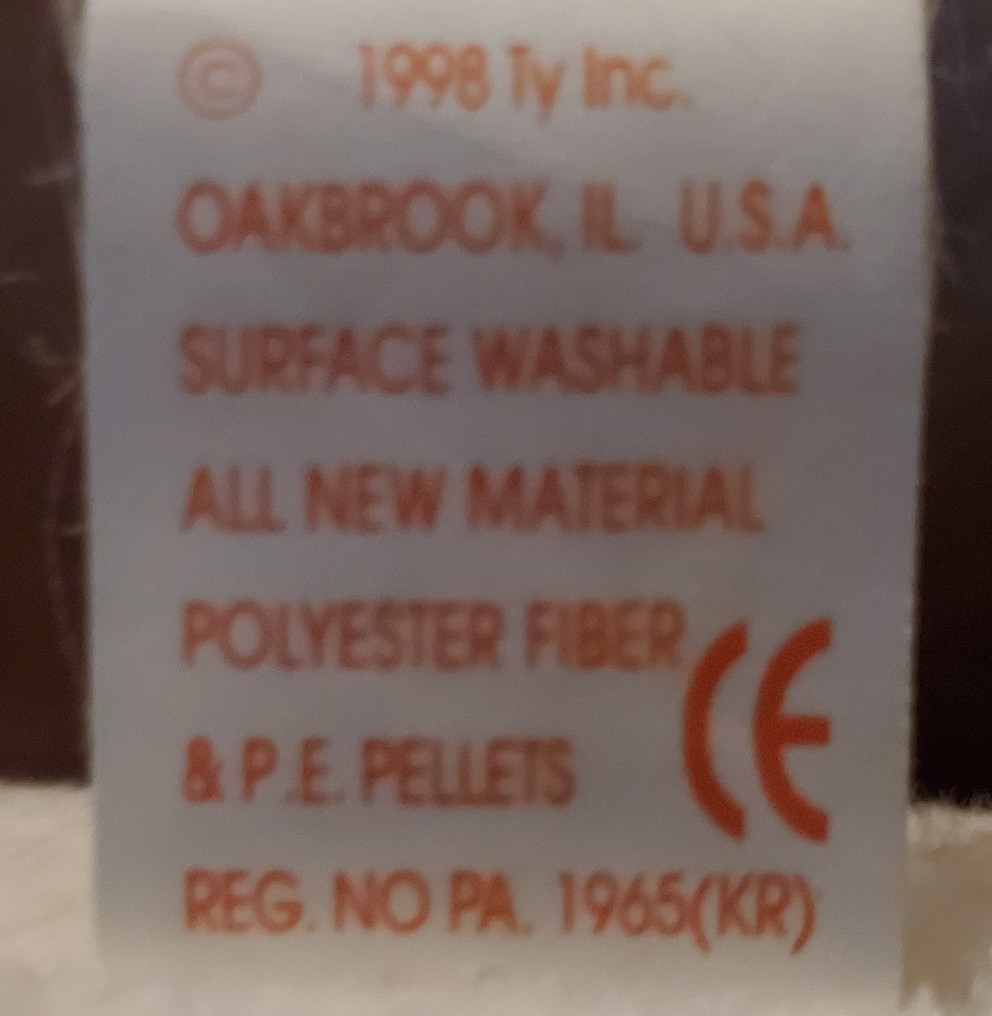 © 1998 Ty Inc.
OAKBROOK, IL. U.S.A.
SURFACE WASHABLE
ALL NEW MATERIAL
POLYESTER FIBER
& P.E. PELLETS
CE
REG. NO PA. 1965(KR)